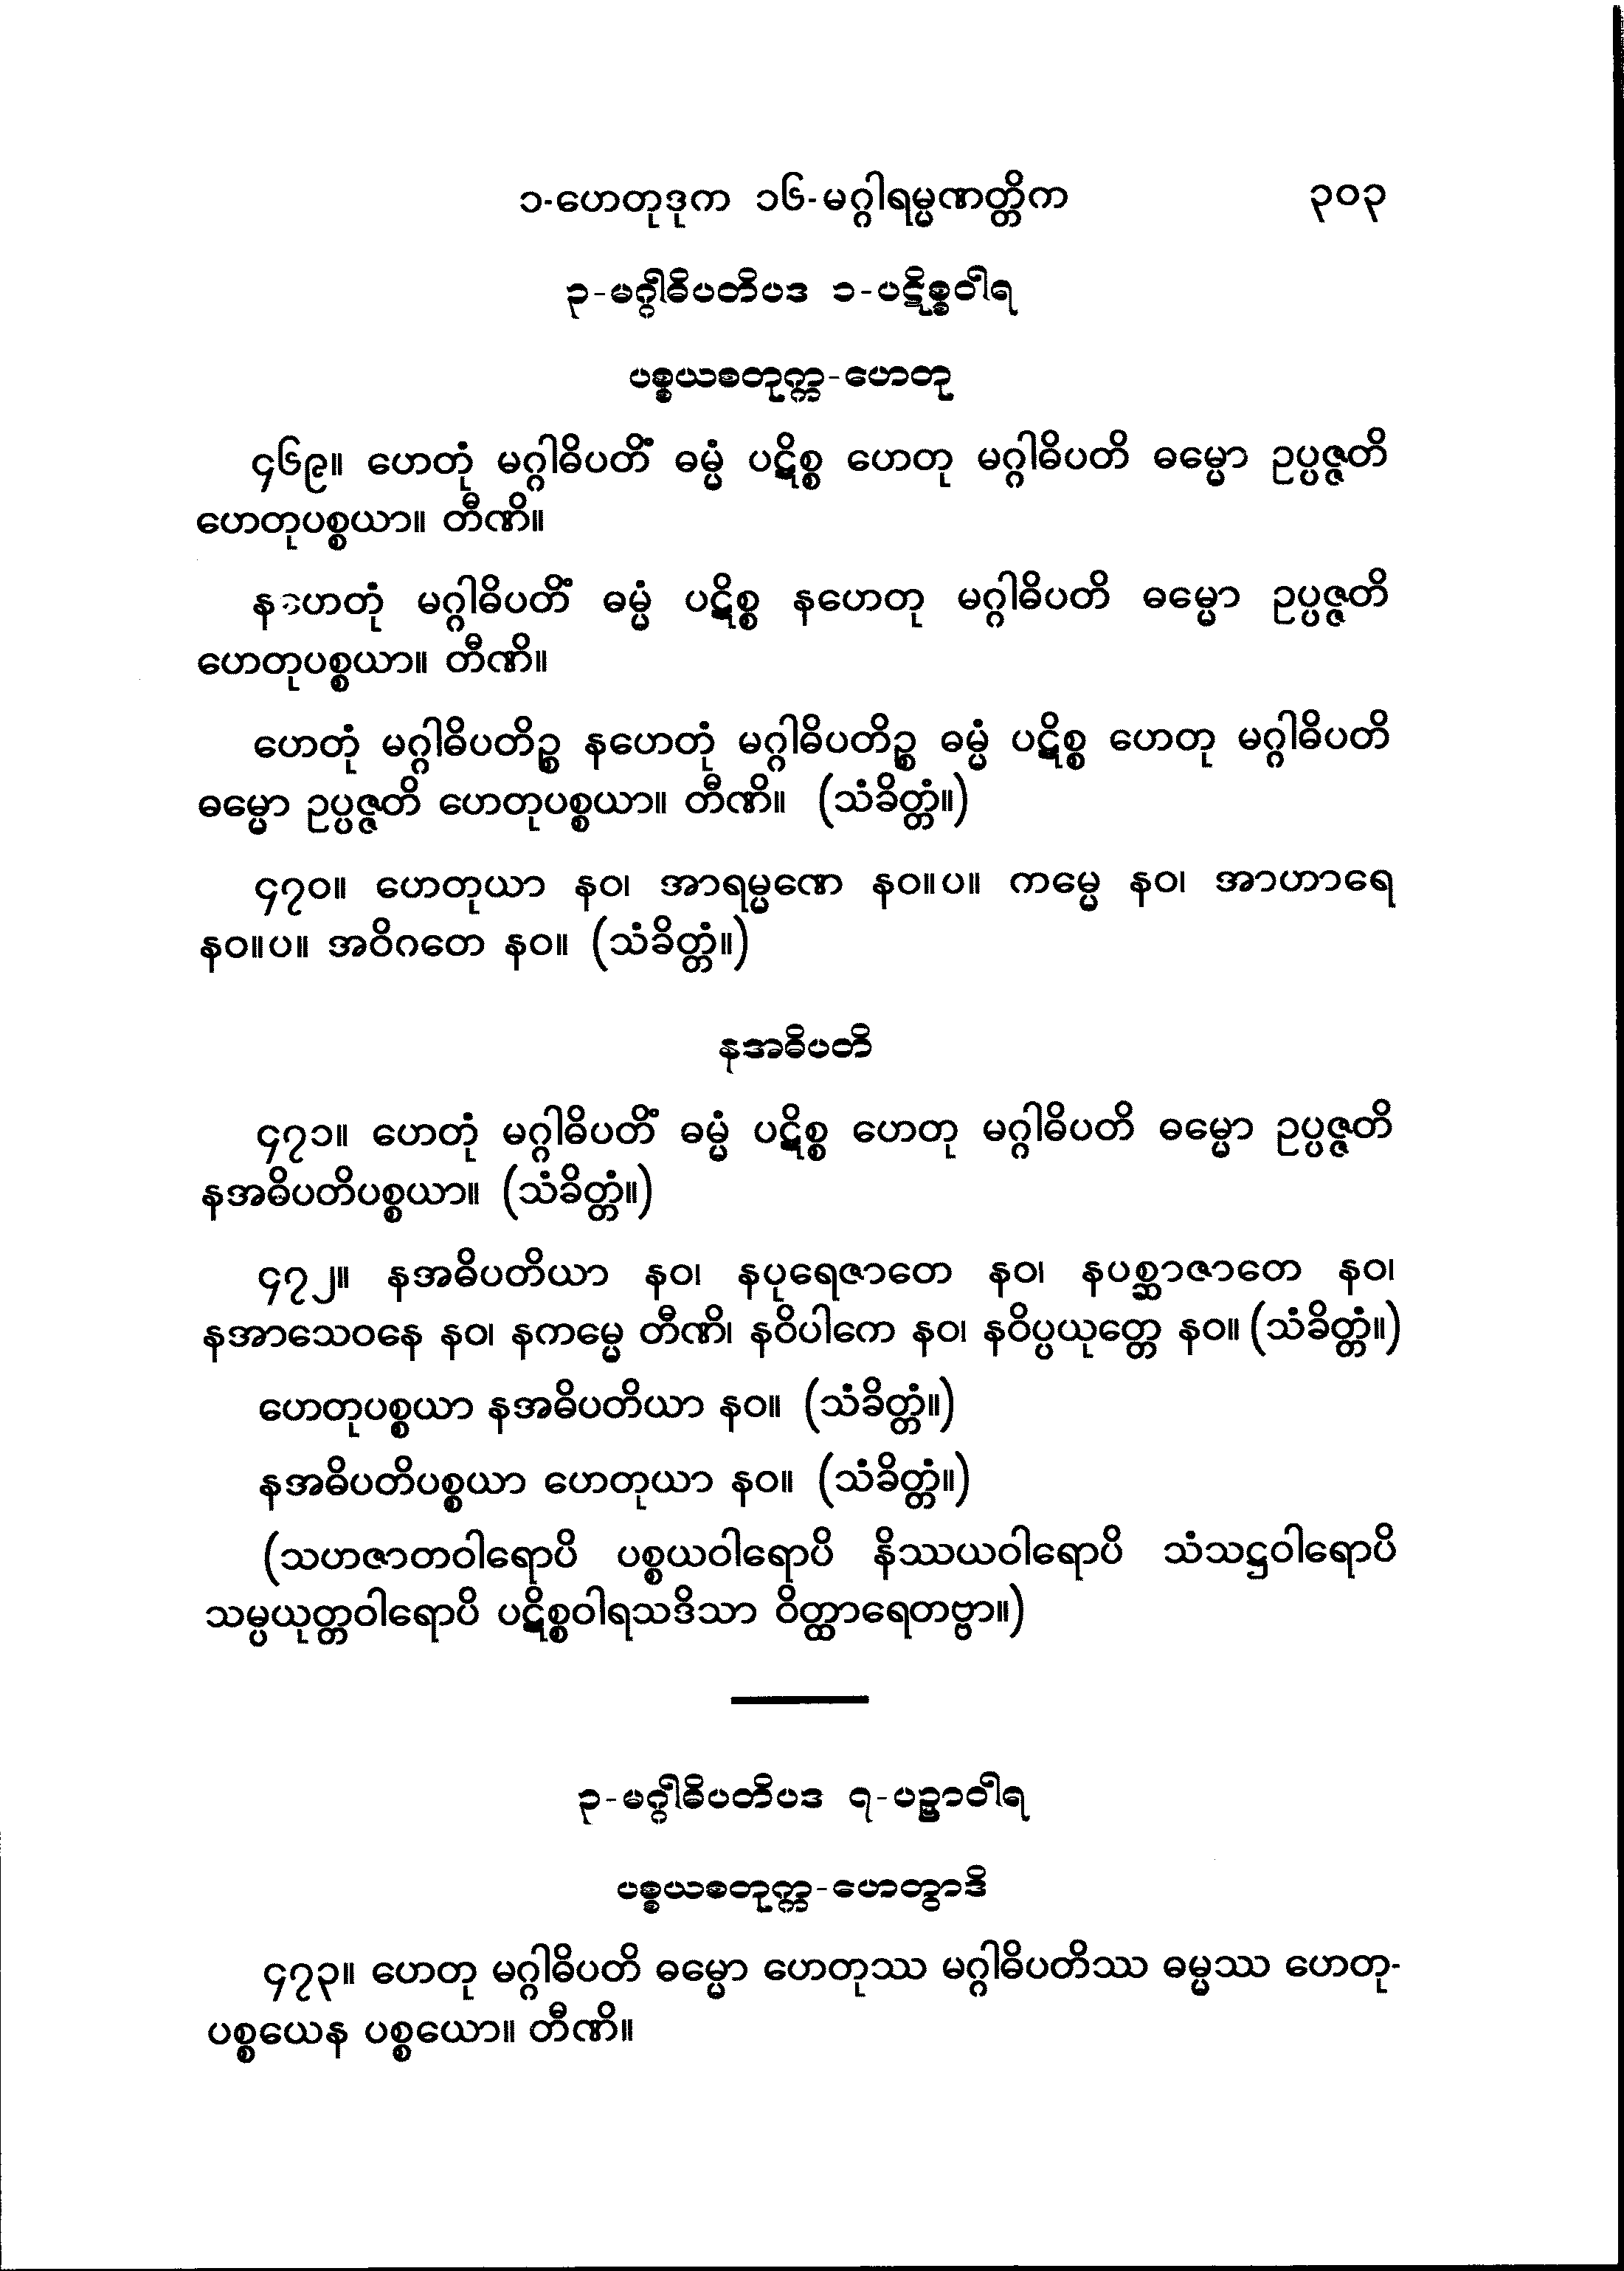 ၁-ဟေတုဒုက ၁၆-မဂ္ဂါရမ္မဏတ္တိက ၃၀၃
၃-မဂ္ဂါဓိပတိပဒ ၁-ပဋိစ္စဝါရ
ပစ္စယစတုက္က-ဟေတု
၄၆၉။ ဟေတုံ မဂ္ဂါဓိပတိံ ဓမ္မံ ပဋိစ္စ ဟေတု မဂ္ဂါဓိပတိ ဓမ္မော ဥပ္ပဇ္ဇတိ
ဟေတုပစ္စယာ။ တီဏိ။
နဟေတုံ မဂ္ဂါဓိပတိံ ဓမ္မံ ပဋိစ္စ နဟေတု မဂ္ဂါဓိပတိ ဓမ္မော ဥပ္ပဇ္ဇတိ
ဟေတုပစ္စယာ။ တီဏိ။
ဟေတုံ မဂ္ဂါဓိပတိဉ္စ နဟေတုံ မဂ္ဂါဓိပတိဉ္စ ဓမ္မံ ပဋိစ္စ ဟေတု မဂ္ဂါဓိပတိ
ဓမ္မော ဥပ္ပဇ္ဇတိ ဟေတုပစ္စယာ။ တီဏိ။ (သံခိတ္တံ။)
၄၇၀။ ဟေတုယာ နဝ၊ အာရမ္မဏေ နဝ။ပ။ ကမ္မေ နဝ၊ အာဟာရေ
နဝ။ပ။ အဝိဂတေ နဝ။ (သံခိတ္တံ။)
နအဓိပတိ
၄၇၁။ ဟေတုံ မဂ္ဂါဓိပတိံ ဓမ္မံ ပဋိစ္စ ဟေတု မဂ္ဂါဓိပတိ ဓမ္မော ဥပ္ပဇ္ဇတိ
နအဓိပတိပစ္စယာ။ (သံခိတ္တံ။)
၄၇၂။ နအဓိပတိယာ နဝ၊ နပုရေဇာတေ နဝ၊ နပစ္ဆာဇာတေ နဝ၊
နအာသေဝနေ နဝ၊ နကမ္မေ တီဏိ၊ နဝိပါကေ နဝ၊ နဝိပ္ပယုတ္တေ နဝ။ (သံခိတ္တံ။)
ဟေတုပစ္စယာ နအဓိပတိယာ နဝ။ (သံခိတ္တံ။)
နအဓိပတိပစ္စယာ ဟေတုယာ နဝ။ (သံခိတ္တံ။)
(သဟဇာတဝါရောပိ ပစ္စယဝါရောပိ နိဿယဝါရောပိ သံသဋ္ဌဝါရောပိ
သမ္ပယုတ္တဝါရောပိ ပဋိစ္စဝါရသဒိသာ ဝိတ္ထာရေတဗ္ဗာ။)
၃-မဂ္ဂါဓိပတိပဒ ၇-ပဉှာဝါရ
ပစ္စယစတုက္က-ဟေတွာဒိ
၄၇၃။ ဟေတု မဂ္ဂါဓိပတိ ဓမ္မော ဟေတုဿ မဂ္ဂါဓိပတိဿ ဓမ္မဿ ဟေတု-
ပစ္စယေန ပစ္စယော။ တီဏိ။